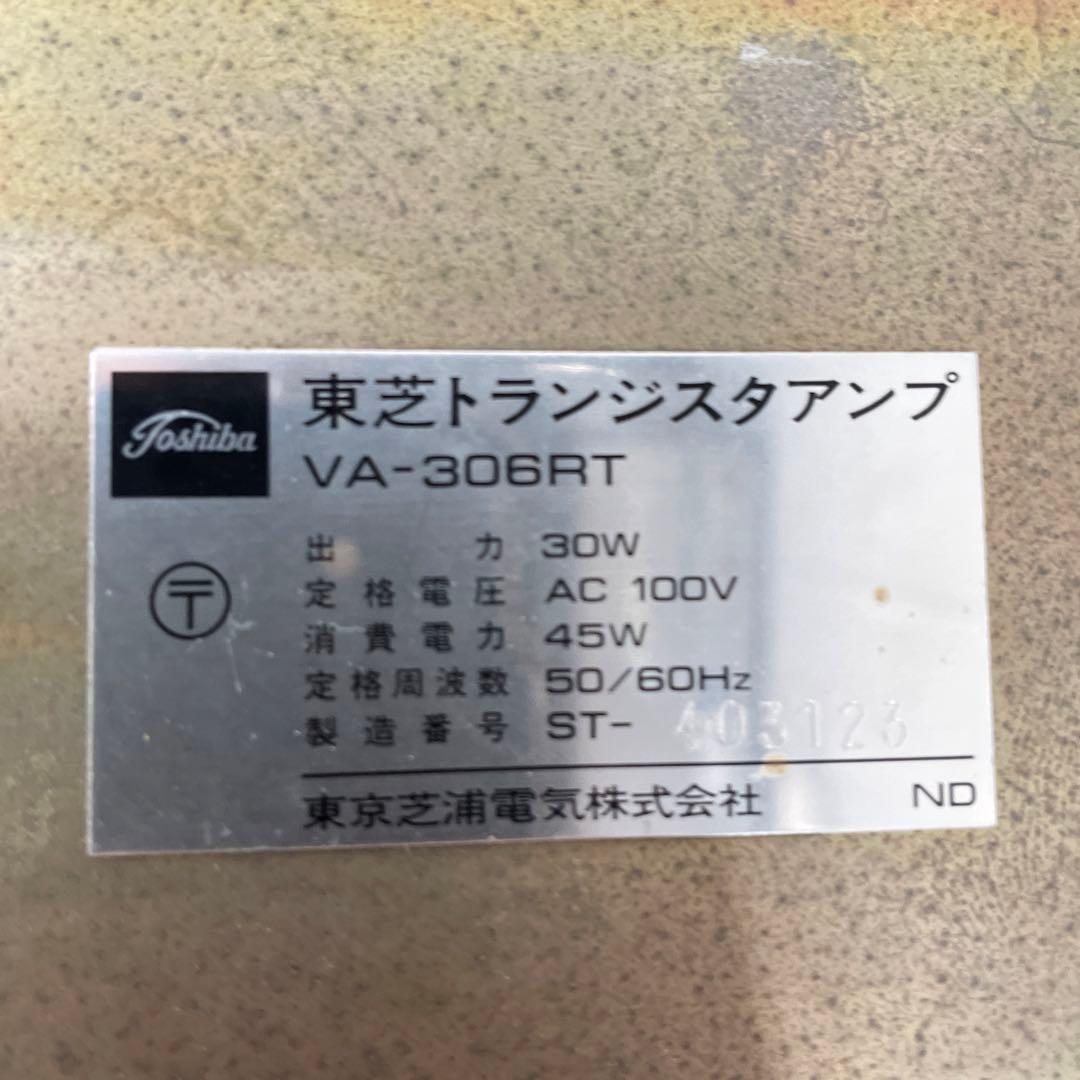 Toshiba
東芝トランジスタアンプ
VA-306RT
〒
出力 30W
定格電圧 AC 100V
消費電力 45W
定格周波数 50/60Hz
製造番号 ST-403123
東京芝浦電気株式会社 ND